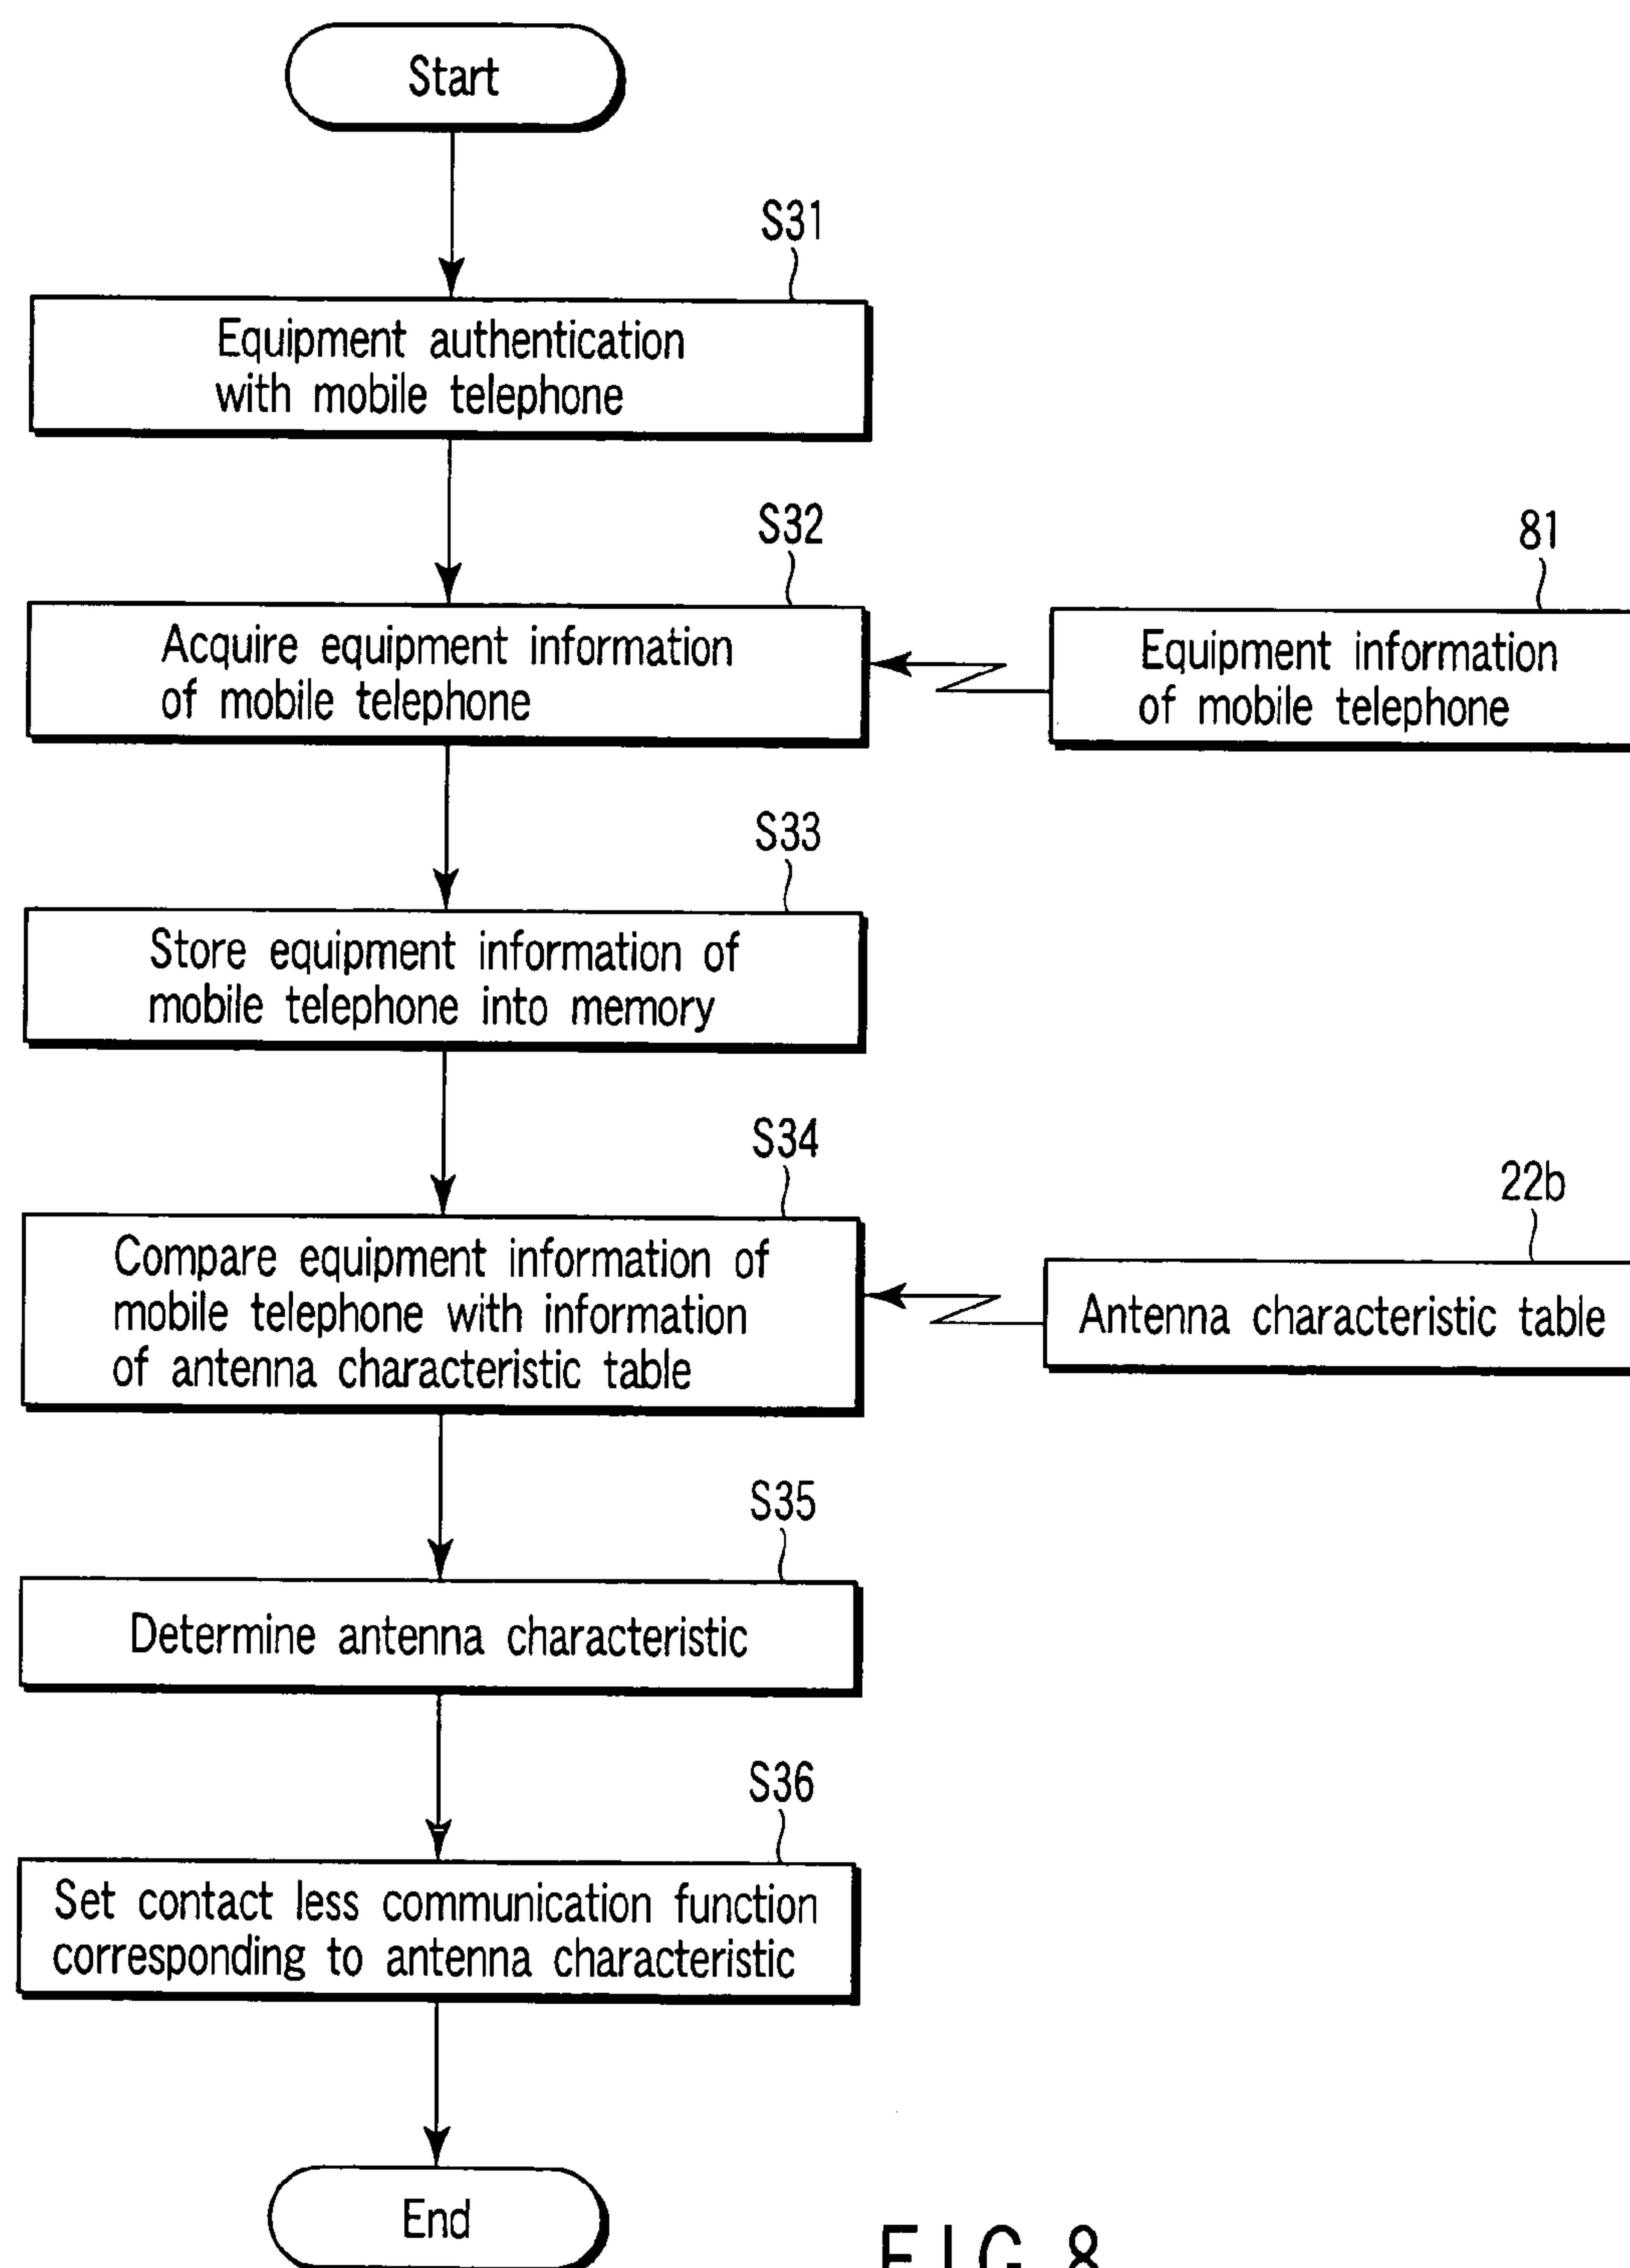 Start
S31
Equipment authentication
with mobile telephone
S32
Acquire equipment information
of mobile telephone
81
Equipment information
of mobile telephone
S33
Store equipment information of
mobile telephone into memory
S34
Compare equipment information of
mobile telephone with information
of antenna characteristic table
22b
Antenna characteristic table
S35
Determine antenna characteristic
S36
Set contact less communication function
corresponding to antenna characteristic
End
FIG. 8